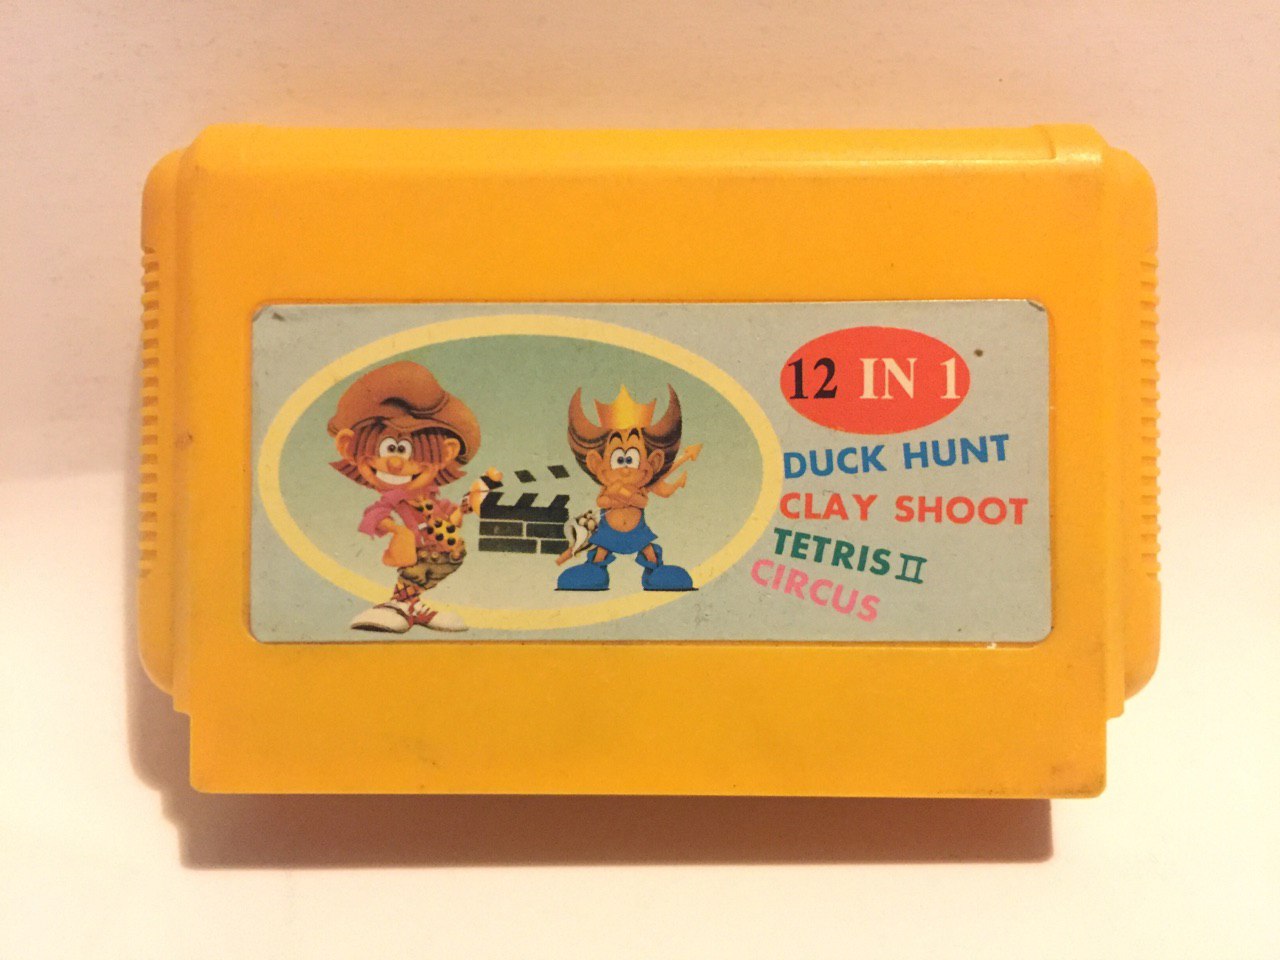 12 IN 1
DUCK HUNT
CLAY SHOOT
TETRIS II
CIRCUS